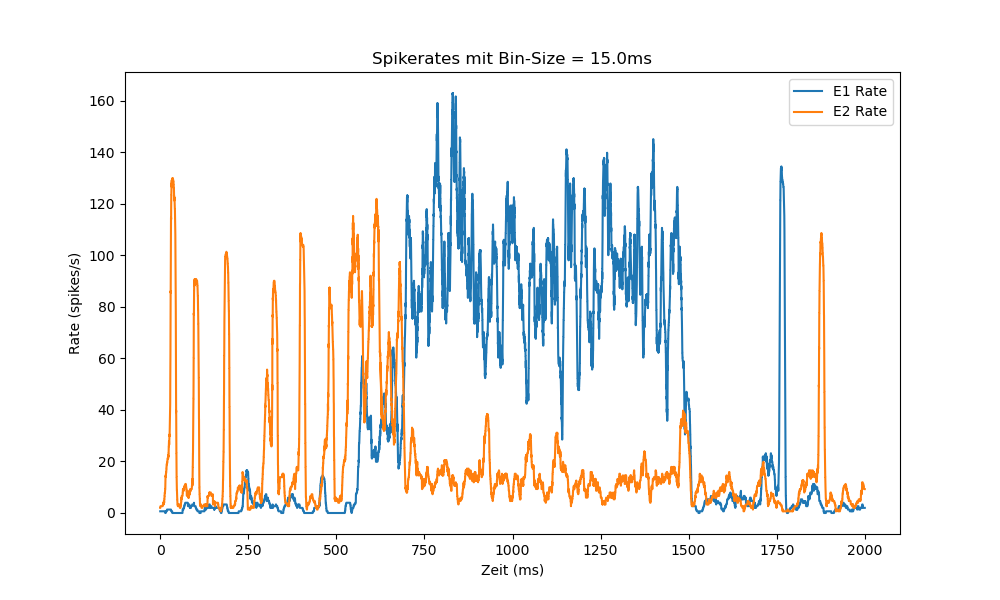 Spikerates mit Bin-Size = 15.0ms
E1 Rate
E2 Rate
160
140
120
100
80
60
40
20
0
Rate (spikes/s)
0 250 500 750 1000 1250 1500 1750 2000
Zeit (ms)